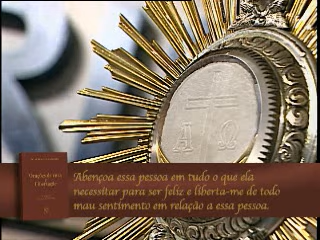 Α Ω
Abençoa essa pessoa em tudo o que ela
necessitar para ser feliz e liberta-me de todo
mau sentimento em relação a essa pessoa.